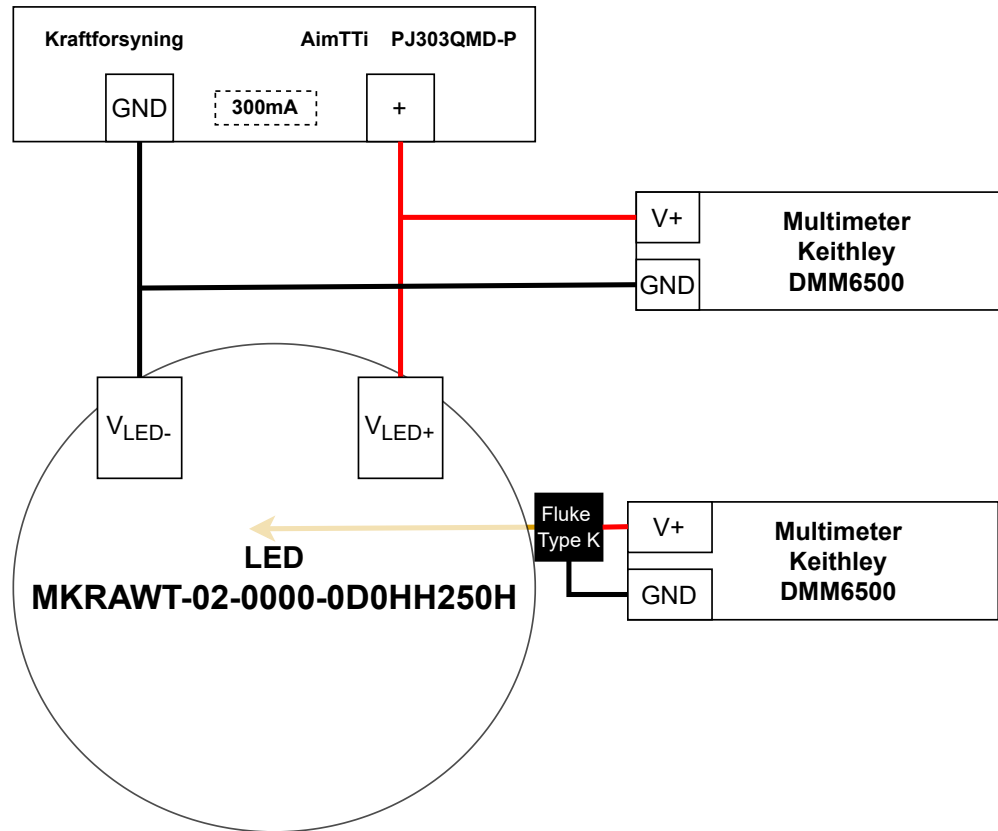 Kraftforsyning AimTTi PJ303QMD-P
GND 300mA +
V+
GND
Multimeter
Keithley
DMM6500
VLED- VLED+
Fluke
Type K
V+
GND
Multimeter
Keithley
DMM6500
LED
MKRAWT-02-0000-0D0HH250H